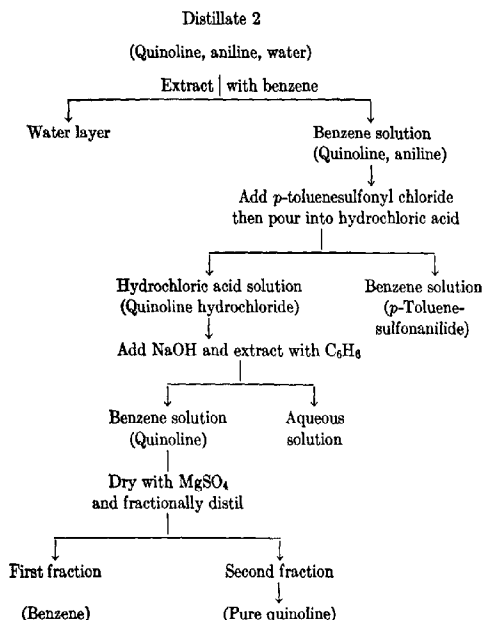 Distillate 2
(Quinoline, aniline, water)
Extract with benzene
Water layer
Benzene solution
(Quinoline, aniline)
Add p-toluenesulfonyl chloride
then pour into hydrochloric acid
Hydrochloric acid solution
(Quinoline hydrochloride)
Benzene solution
(p-Toluene-
sulfonanilide)
Add NaOH and extract with C₆H₆
Benzene solution
(Quinoline)
Aqueous
solution
Dry with MgSO₄
and fractionally distil
First fraction
(Benzene)
Second fraction
(Pure quinoline)